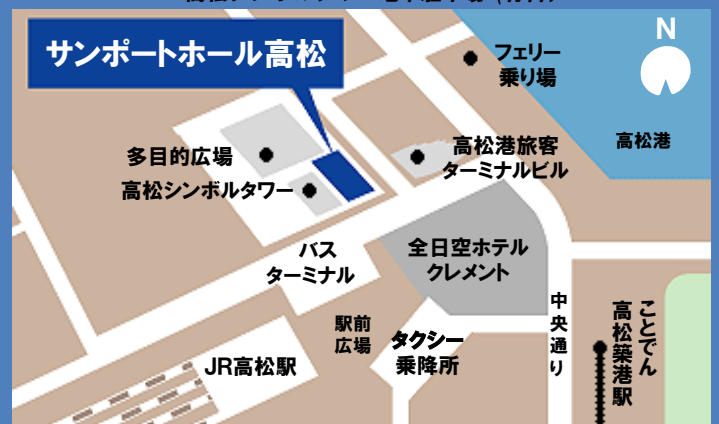 サンポートホール高松
N
フェリー
乗り場
高松港
多目的広場
高松シンボルタワー
高松港旅客
ターミナルビル
バス
ターミナル
全日空ホテル
クレメント
駅前
広場
タクシー
乗降所
中央通り
ことでん
高松築港駅
JR高松駅